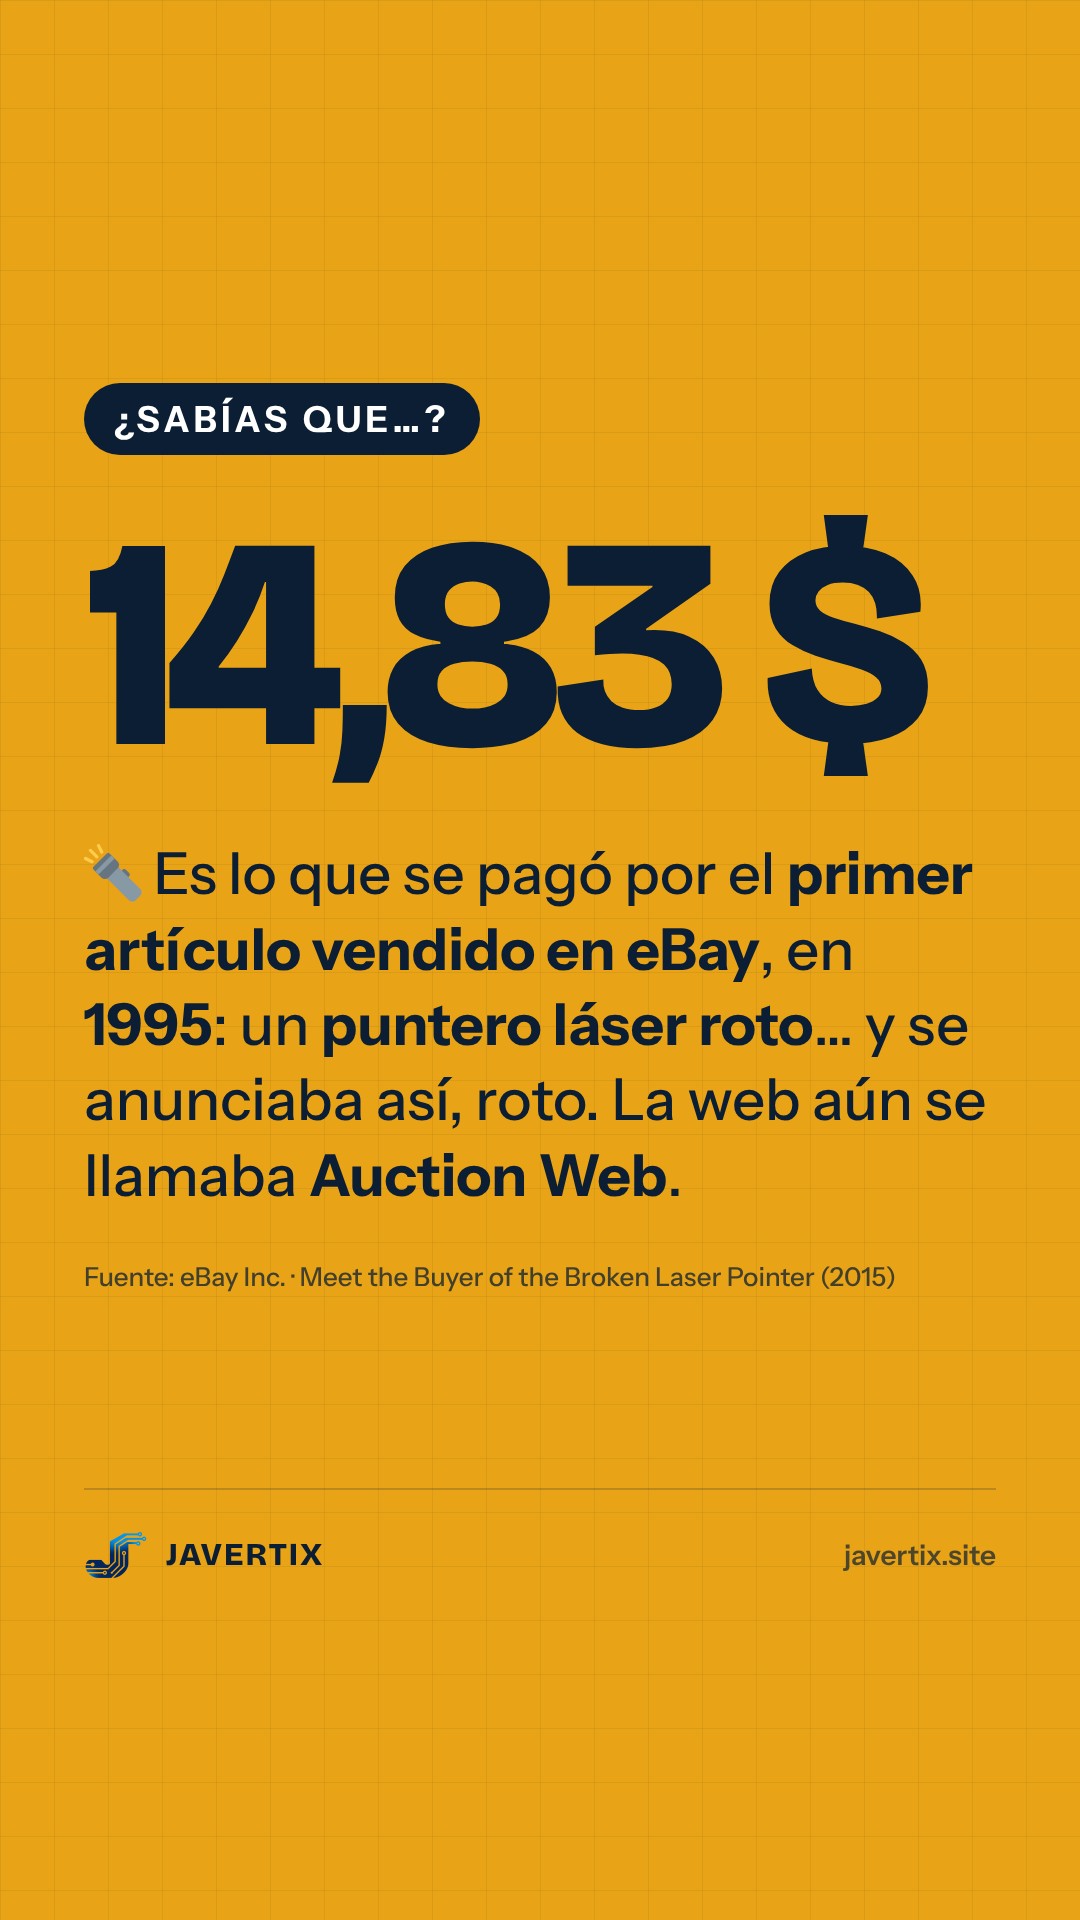 ¿SABÍAS QUE...?
14,83 $
Es lo que se pagó por el primer
artículo vendido en eBay, en
1995: un puntero láser roto... y se
anunciaba así, roto. La web aún se
llamaba Auction Web.
Fuente: eBay Inc. · Meet the Buyer of the Broken Laser Pointer (2015)
JAVERTIX
javertix.site